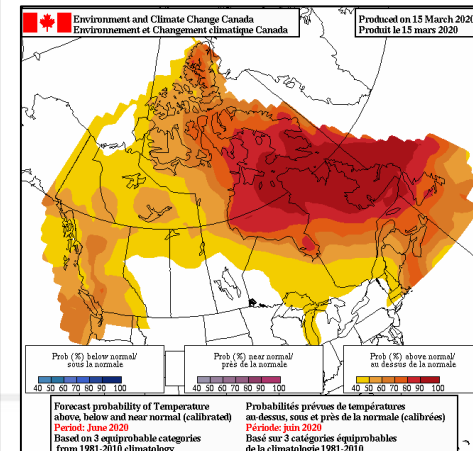 Environment and Climate Change Canada
Environnement et Changement climatique Canada
Produced on 15 March 2020
Produit le 15 mars 2020
Prob (%) below normal/
sous la normale
40 50 60 70 80 90 100
Prob (%) near normal/
près de la normale
40 50 60 70 80 90 100
Prob (%) above normal/
au dessus de la normale
40 50 60 70 80 90 100
Forecast probability of Temperature
above, below and near normal (calibrated)
Period: June 2020
Based on 3 equiprobable categories
from 1981-2010 climatology
Probabilités prévues de températures
au-dessus, sous et près de la normale (calibrées)
Période: juin 2020
Basé sur 3 catégories équiprobables
de la climatologie 1981-2010